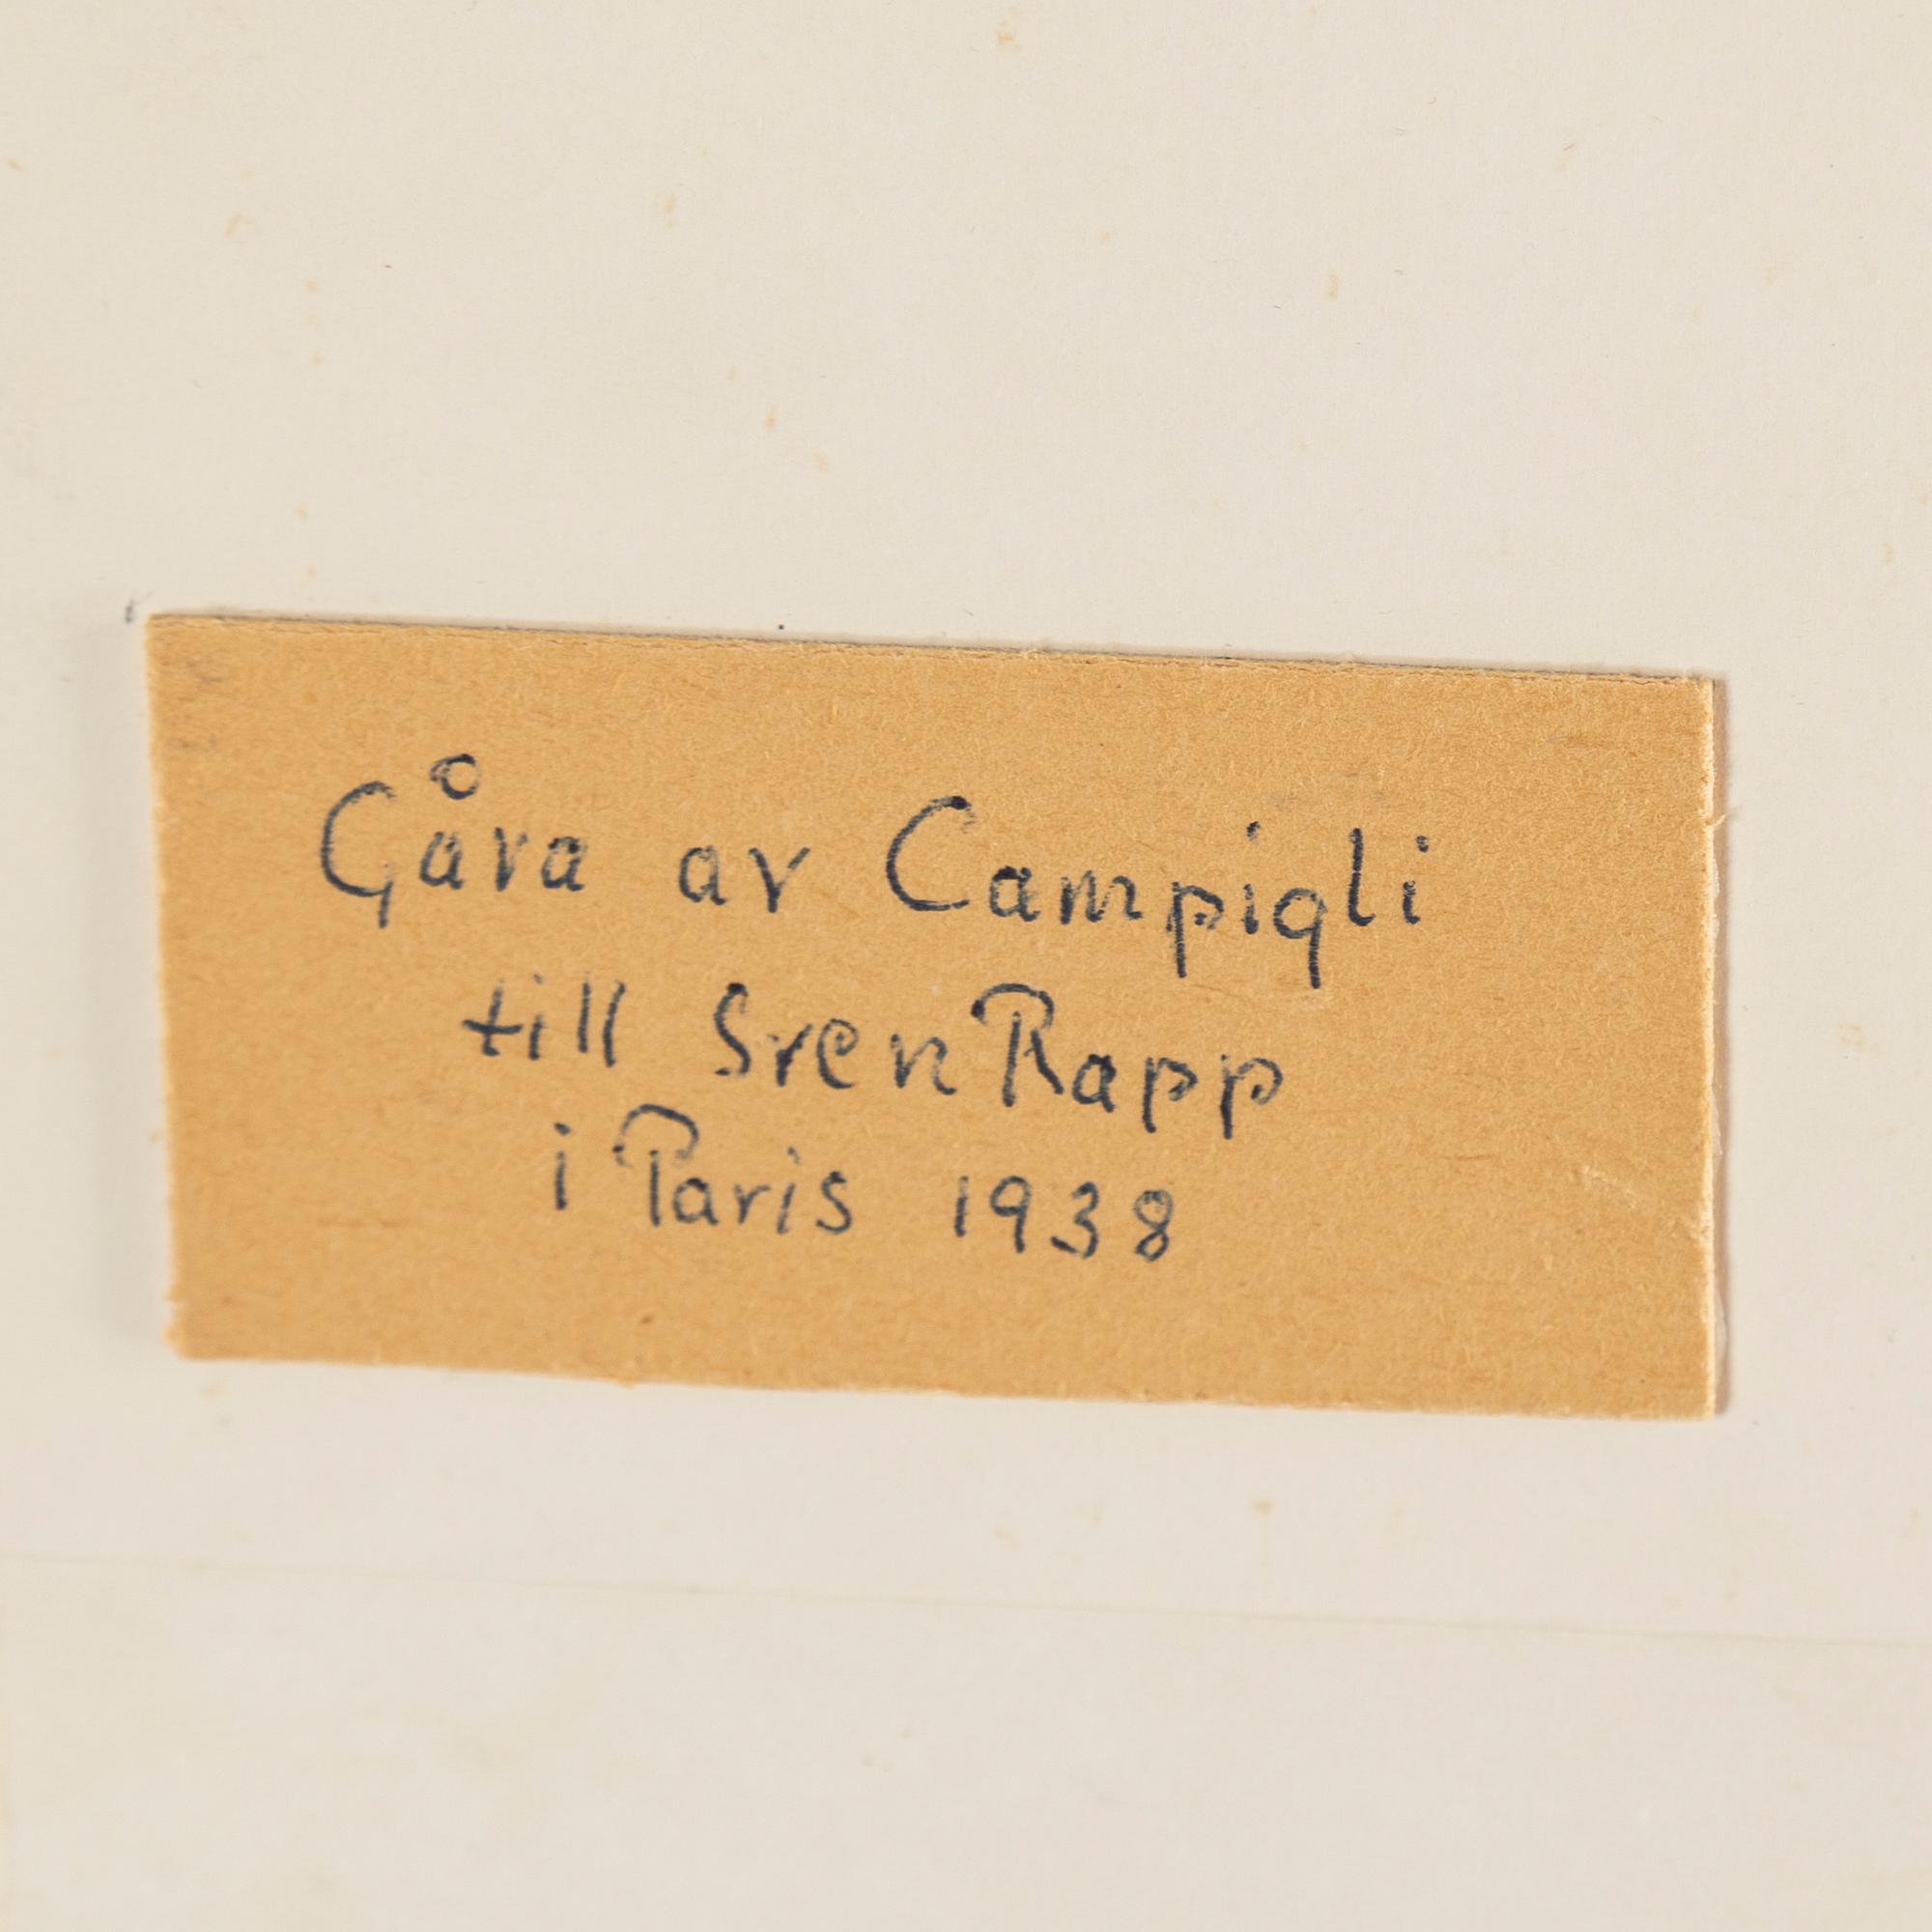 Gåva av Campigli
till Sven Rapp
i Paris 1938